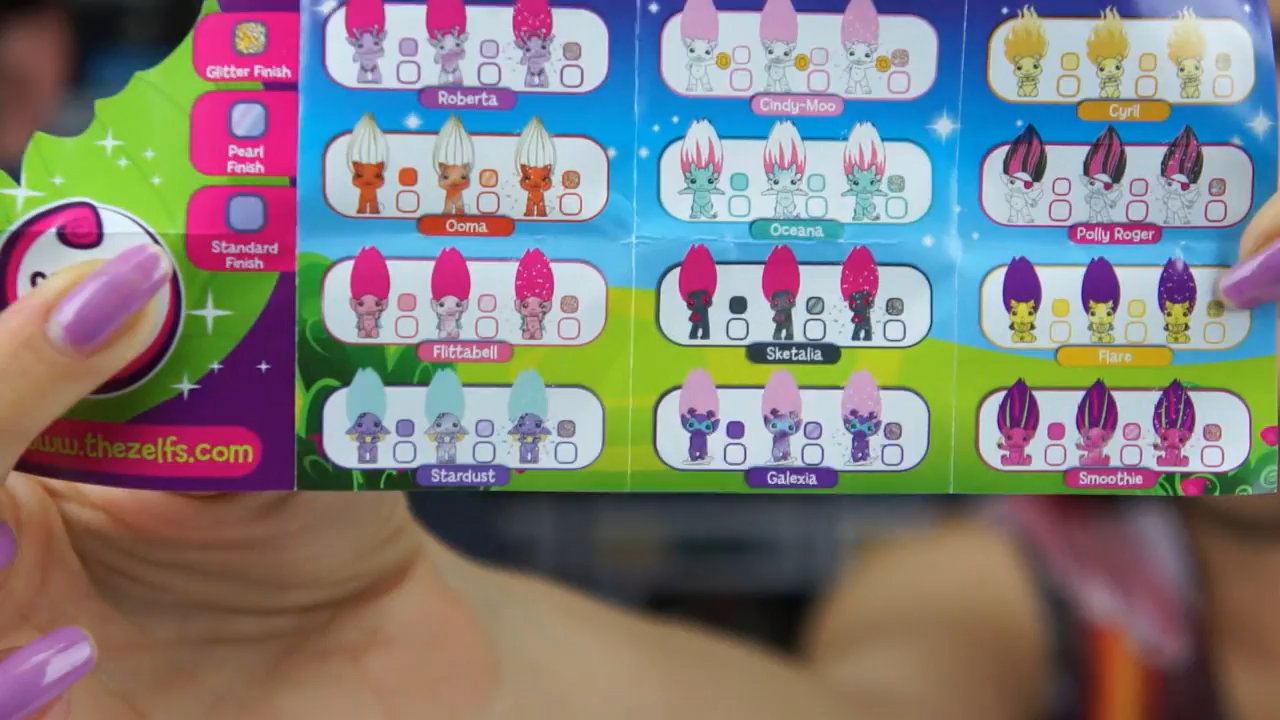 Glitter Finish
Pearl
Finish
Standard
Finish
www.thezelfs.com
Roberta
Cindy-Moo
Cyril
Ooma
Oceana
Polly Roger
Flittabell
Sketalia
Flare
Stardust
Galexia
Smoothie